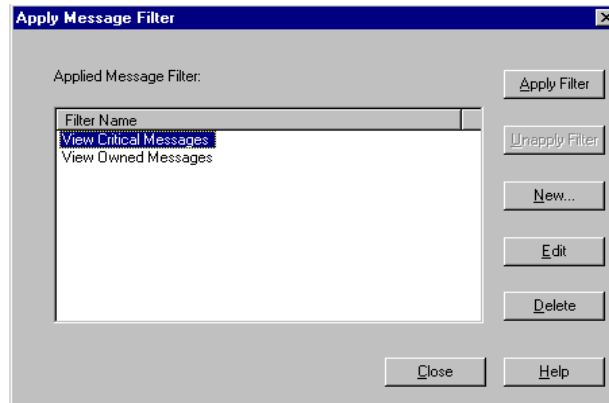 Apply Message Filter
Applied Message Filter:
Apply Filter
Filter Name
View Critical Messages
View Owned Messages
Unapply Filter
New...
Edit
Delete
Close
Help